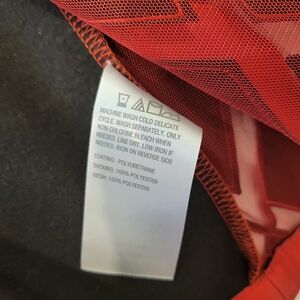 MACHINE WASH COLD DELICATE
CYCLE. WASH SEPARATELY. ONLY
NON-CHLORINE BLEACH WHEN
NEEDED. LINE DRY. LOW IRON IF
NEEDED. IRON ON REVERSE SIDE
COATING: POLYURETHANE
BACKING: 100% POLYESTER
MESH: 100% POLYESTER